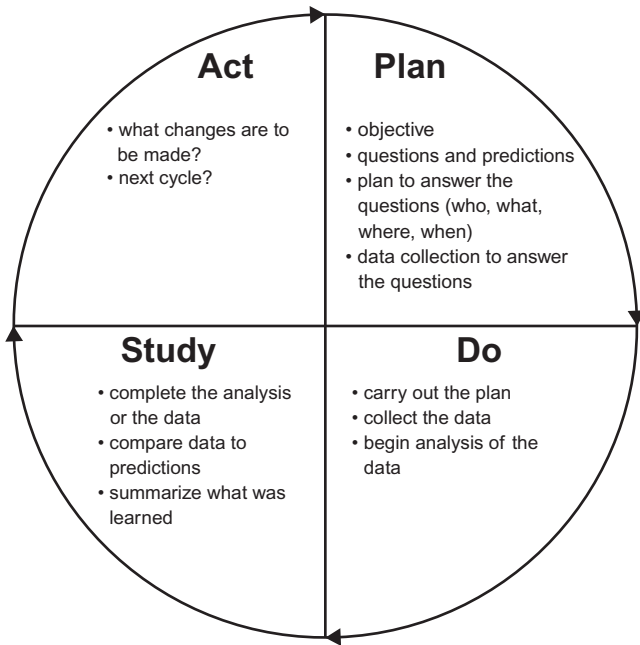 Act
• what changes are to
be made?
• next cycle?
Plan
• objective
• questions and predictions
• plan to answer the
questions (who, what,
where, when)
• data collection to answer
the questions
Study
• complete the analysis
or the data
• compare data to
predictions
• summarize what was
learned
Do
• carry out the plan
• collect the data
• begin analysis of the
data